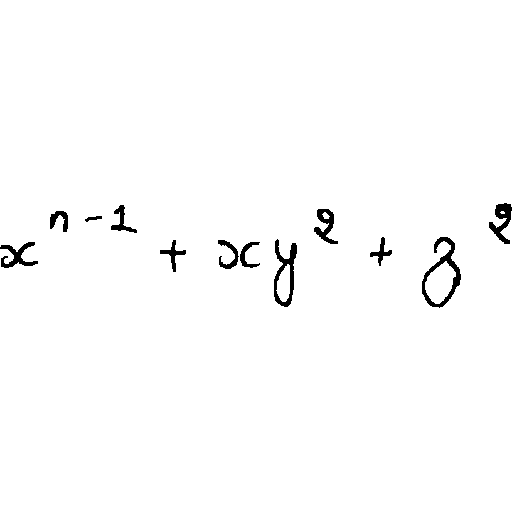 x^{n-1} + xy^2 + z^2